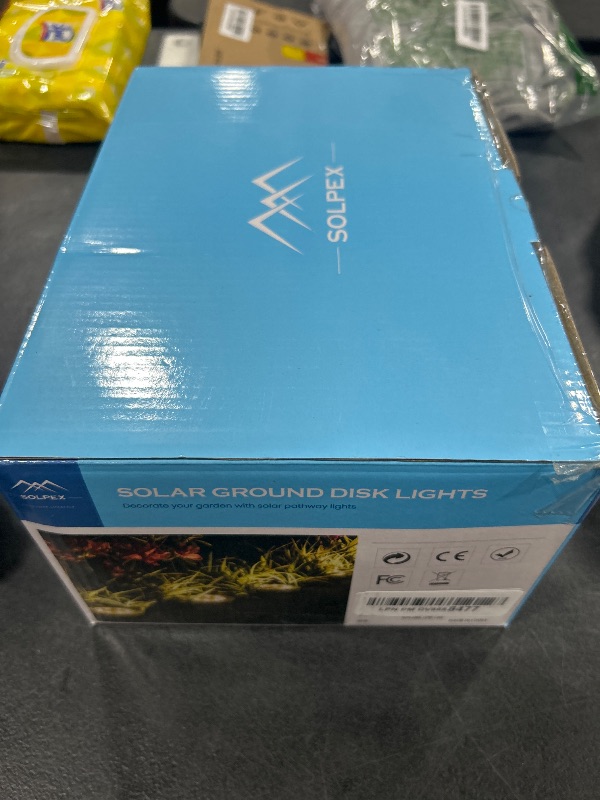 SOLPEX
SOLPEX
SOLAR GROUND DISK LIGHTS
Decorate your garden with solar pathway lights
CE
FC